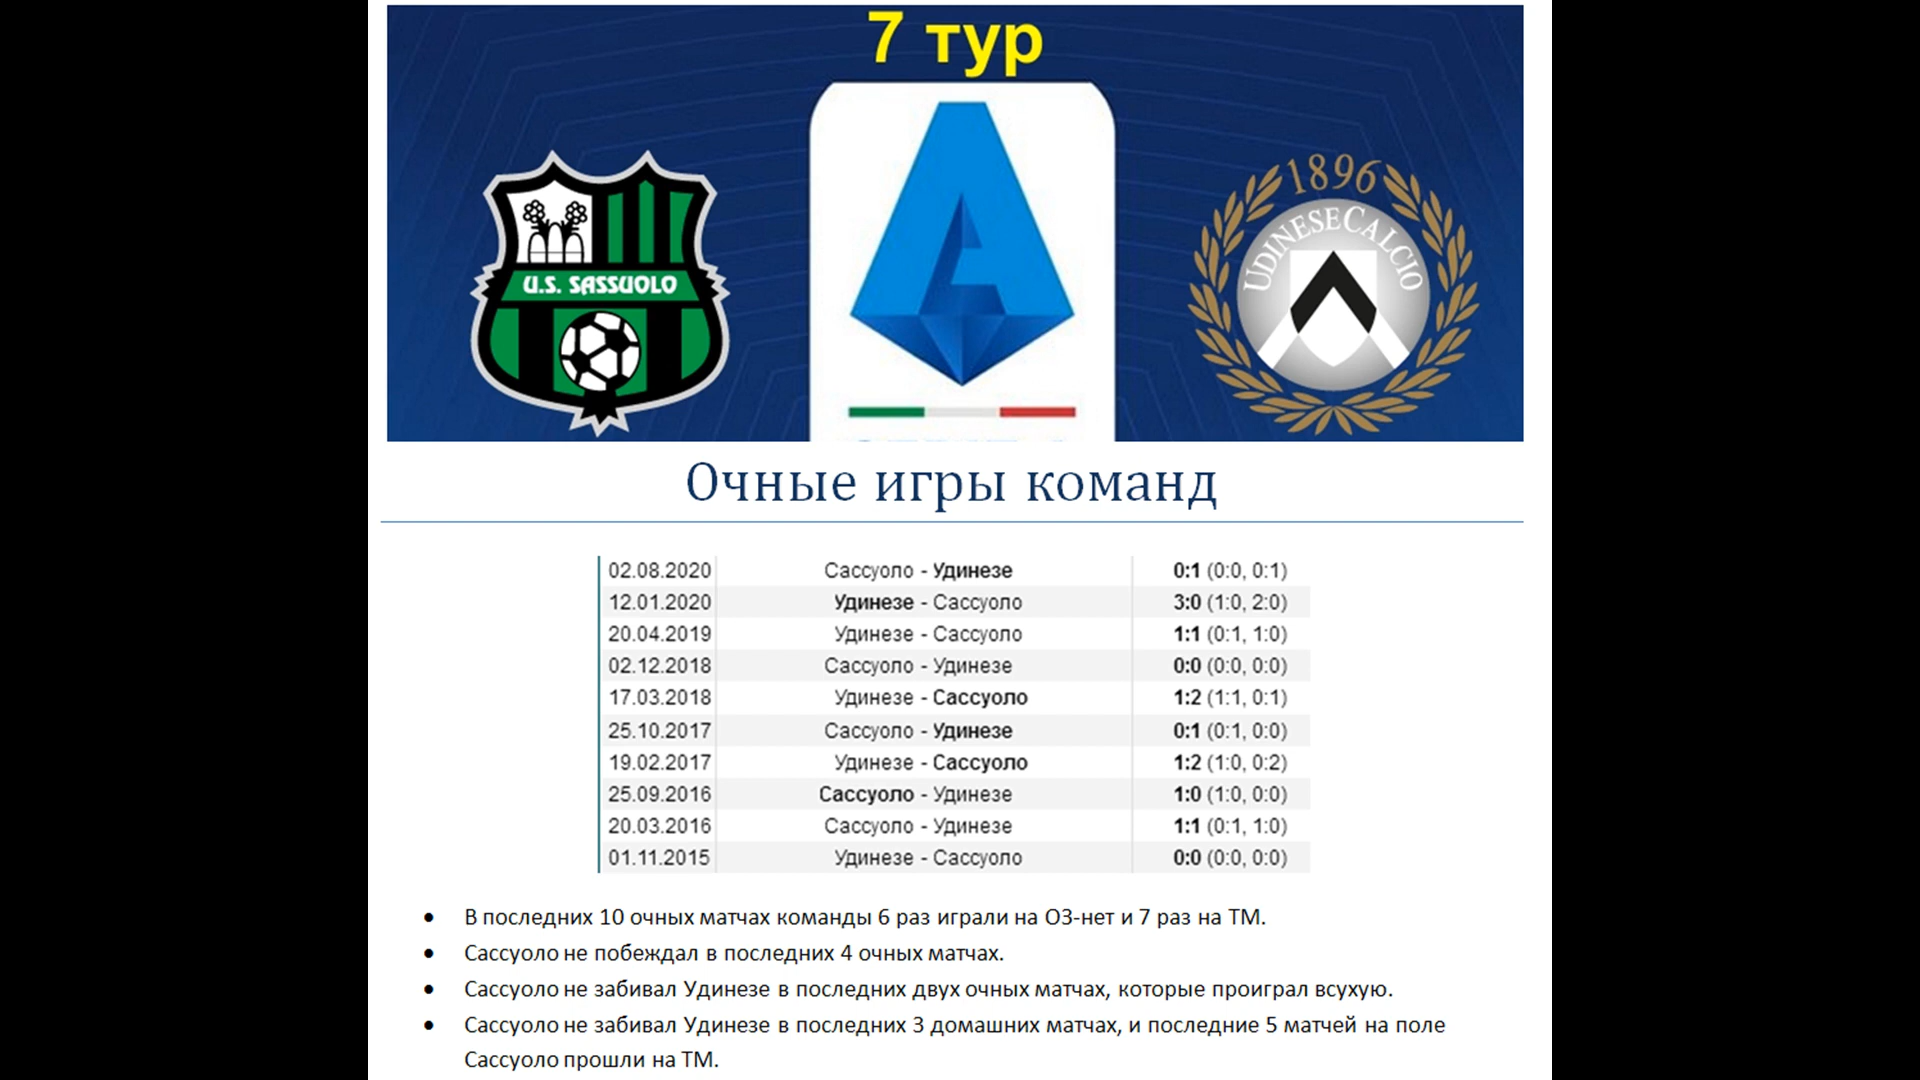 7 тур
1896
UDINESE CALCIO
U.S. SASSUOLO
Очные игры команд
02.08.2020 Сассуоло - Удинезе 0:1 (0:0, 0:1)
12.01.2020 Удинезе - Сассуоло 3:0 (1:0, 2:0)
20.04.2019 Удинезе - Сассуоло 1:1 (0:1, 1:0)
02.12.2018 Сассуоло - Удинезе 0:0 (0:0, 0:0)
17.03.2018 Удинезе - Сассуоло 1:2 (1:1, 0:1)
25.10.2017 Сассуоло - Удинезе 0:1 (0:1, 0:0)
19.02.2017 Удинезе - Сассуоло 1:2 (1:0, 0:2)
25.09.2016 Сассуоло - Удинезе 1:0 (1:0, 0:0)
20.03.2016 Сассуоло - Удинезе 1:1 (0:1, 1:0)
01.11.2015 Удинезе - Сассуоло 0:0 (0:0, 0:0)
• В последних 10 очных матчах команды 6 раз играли на ОЗ-нет и 7 раз на ТМ.
• Сассуоло не побеждал в последних 4 очных матчах.
• Сассуоло не забивал Удинезе в последних двух очных матчах, которые проиграл всухую.
• Сассуоло не забивал Удинезе в последних 3 домашних матчах, и последние 5 матчей на поле
Сассуоло прошли на ТМ.